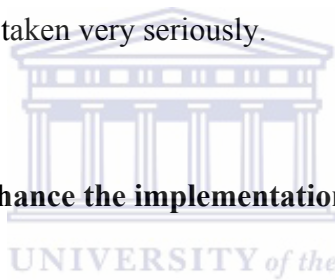 taken very seriously.
hance the implementation
UNIVERSITY of the